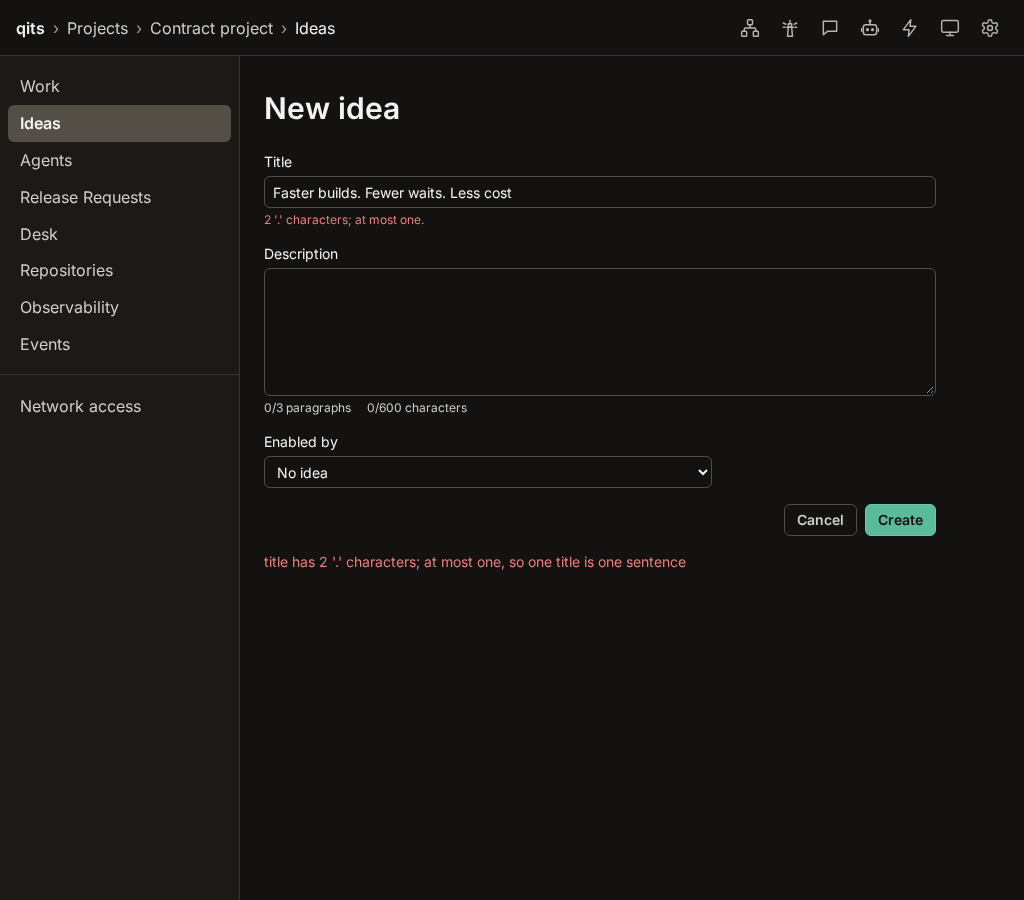 qits › Projects › Contract project › Ideas
Work
Ideas
Agents
Release Requests
Desk
Repositories
Observability
Events
Network access
New idea
Title
Faster builds. Fewer waits. Less cost
2 '.' characters; at most one.
Description
0/3 paragraphs 0/600 characters
Enabled by
No idea
Cancel Create
title has 2 '.' characters; at most one, so one title is one sentence